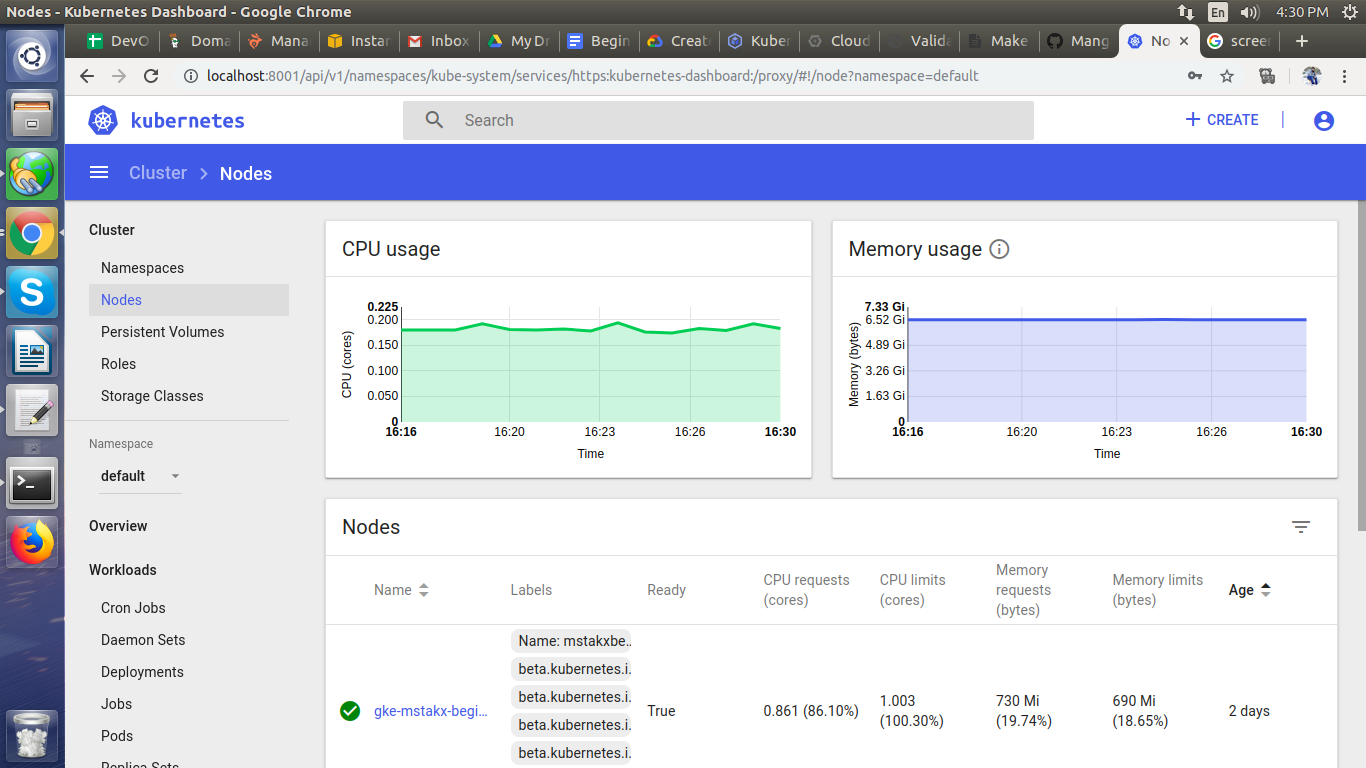 Nodes - Kubernetes Dashboard - Google Chrome
En
4:30 PM
DevO
Doma
Mana
Instar
Inbox
My Dr
Begin
Creat
Kuber
Cloud
Valida
Make
Mang
No
screer
localhost:8001/api/v1/namespaces/kube-system/services/https:kubernetes-dashboard:/proxy/#!/node?namespace=default
kubernetes
Search
CREATE
Cluster
Nodes
Cluster
Namespaces
Nodes
Persistent Volumes
Roles
Storage Classes
Namespace
default
Overview
Workloads
Cron Jobs
Daemon Sets
Deployments
Jobs
Pods
Replica Sets
CPU usage
CPU (cores)
0.225
0.200
0.150
0.100
0.050
0
16:16
16:20
16:23
16:26
16:30
Time
Memory usage
Memory (bytes)
7.33 Gi
6.52 Gi
4.89 Gi
3.26 Gi
1.63 Gi
0
16:16
16:20
16:23
16:26
16:30
Time
Nodes
Name
Labels
Ready
CPU requests
(cores)
CPU limits
(cores)
Memory
requests
(bytes)
Memory limits
(bytes)
Age
gke-mstakx-begi...
Name: mstakxbe..
beta.kubernetes.i.
beta.kubernetes.i.
beta.kubernetes.i.
beta.kubernetes.i.
True
0.861 (86.10%)
1.003
(100.30%)
730 Mi
(19.74%)
690 Mi
(18.65%)
2 days